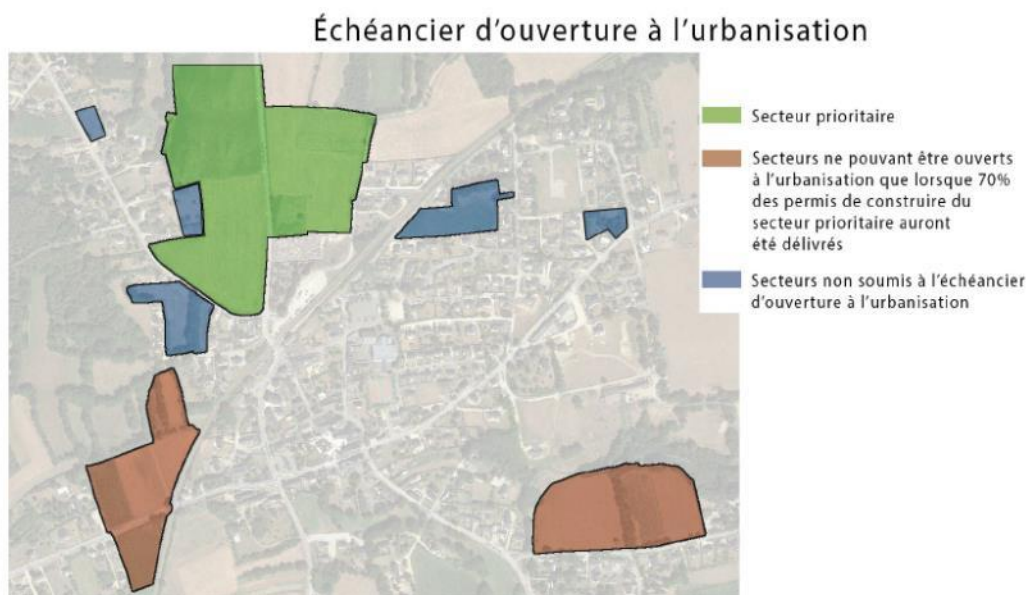 Échéancier d'ouverture à l'urbanisation
Secteur prioritaire
Secteurs ne pouvant être ouverts
à l'urbanisation que lorsque 70%
des permis de construire du
secteur prioritaire auront
été délivrés
Secteurs non soumis à l'échéancier
d'ouverture à l'urbanisation